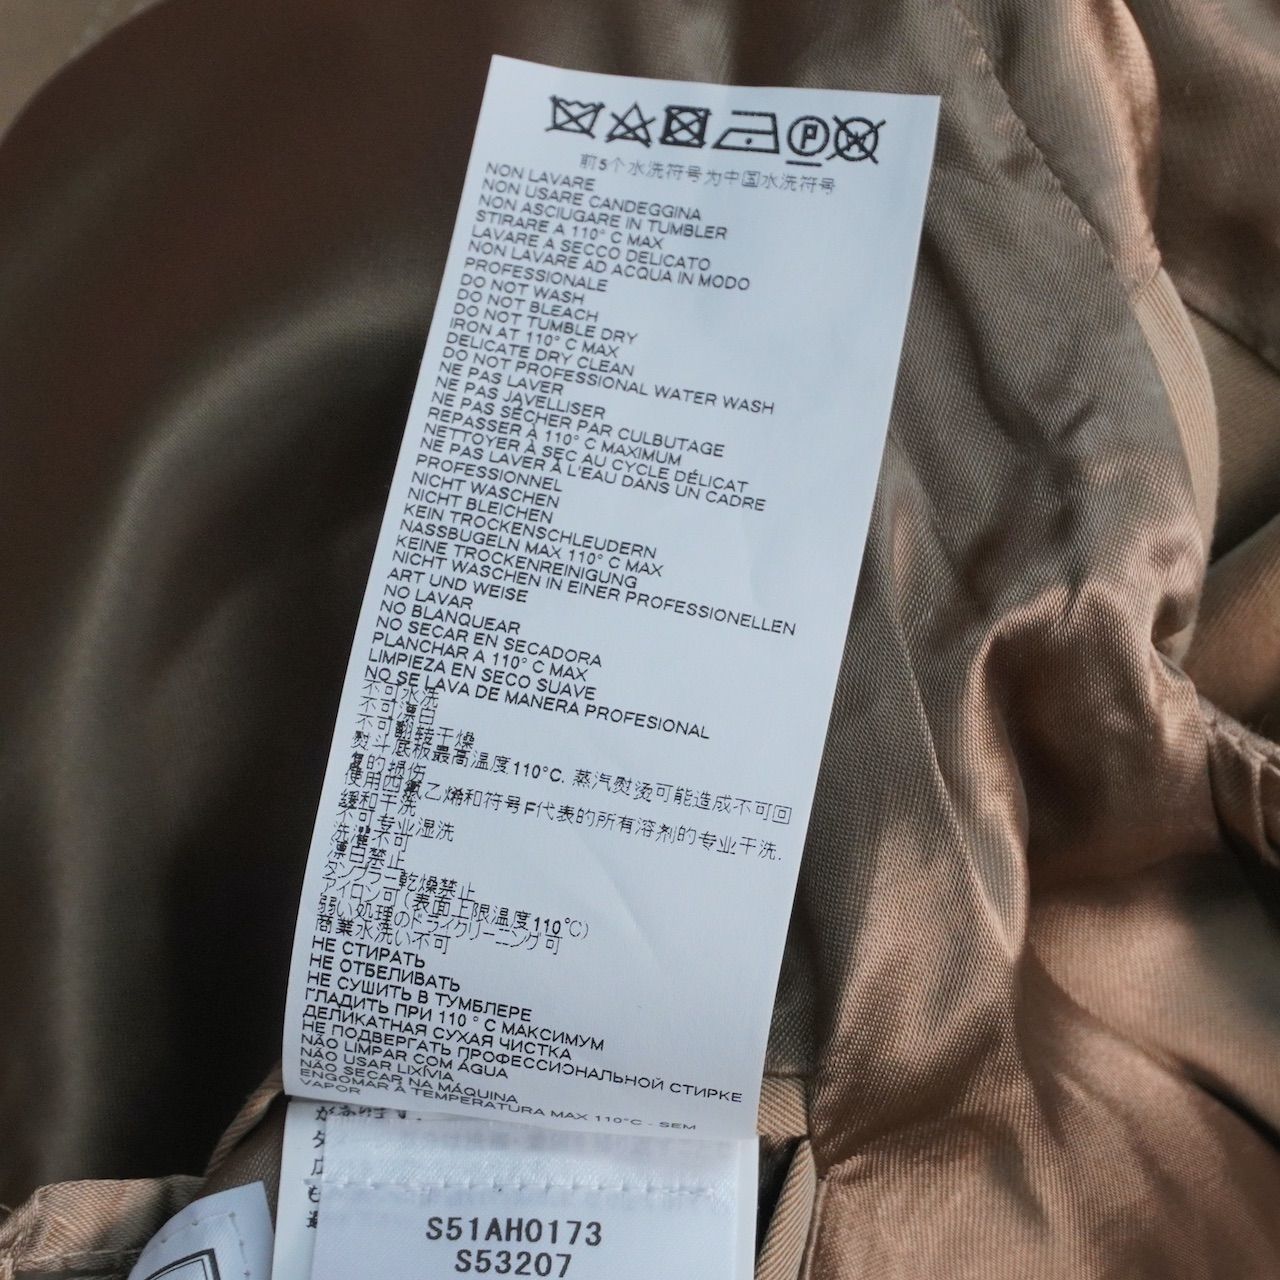 P
前5个水洗符号为中国水洗符号
NON LAVARE
NON USARE CANDEGGINA
NON ASCIUGARE IN TUMBLER
STIRARE A 110° C MAX
LAVARE A SECCO DELICATO
NON LAVARE AD ACQUA IN MODO
PROFESSIONALE
DO NOT WASH
DO NOT BLEACH
DO NOT TUMBLE DRY
IRON AT 110° C MAX
DELICATE DRY CLEAN
DO NOT PROFESSIONAL WATER WASH
NE PAS LAVER
NE PAS JAVELLISER
NE PAS SÉCHER PAR CULBUTAGE
REPASSER À 110° C MAXIMUM
NETTOYER À SEC AU CYCLE DÉLICAT
NE PAS LAVER À L'EAU DANS UN CADRE
PROFESSIONNEL
NICHT WASCHEN
NICHT BLEICHEN
KEIN TROCKENSCHLEUDERN
NASSBUGELN MAX 110° C MAX
KEINE TROCKENREINIGUNG
NICHT WASCHEN IN EINER PROFESSIONELLEN
ART UND WEISE
NO LAVAR
NO BLANQUEAR
NO SECAR EN SECADORA
PLANCHAR A 110° C MAX
LIMPIEZA EN SECO SUAVE
NO SE LAVA DE MANERA PROFESIONAL
不可水洗
不可漂白
不可翻转干燥
熨斗底板最高温度110°C. 蒸汽熨烫可能造成不可回
复的损伤
使用四氯乙烯和符号F代表的所有溶剂的专业干洗.
缓和干洗
不可专业湿洗
洗濯不可
漂白禁止
タンブラー乾燥禁止
アイロン可(表面上限温度110℃)
弱い処理のドライクリーニング可
商業水洗い不可
НЕ СТИРАТЬ
НЕ ОТБЕЛИВАТЬ
НЕ СУШИТЬ В ТУМБЛЕРЕ
ГЛАДИТЬ ПРИ 110 ° С МАКСИМУМ
ДЕЛИКАТНАЯ СУХАЯ ЧИСТКА
НЕ ПОДВЕРГАТЬ ПРОФЕССИОНАЛЬНОЙ СТИРКЕ
NÃO LIMPAR COM ÁGUA
NÃO USAR LIXÍVIA
NÃO SECAR NA MÁQUINA
ENGOMAR À TEMPERATURA MAX 110°C - SEM
VAPOR
S51AH0173
S53207